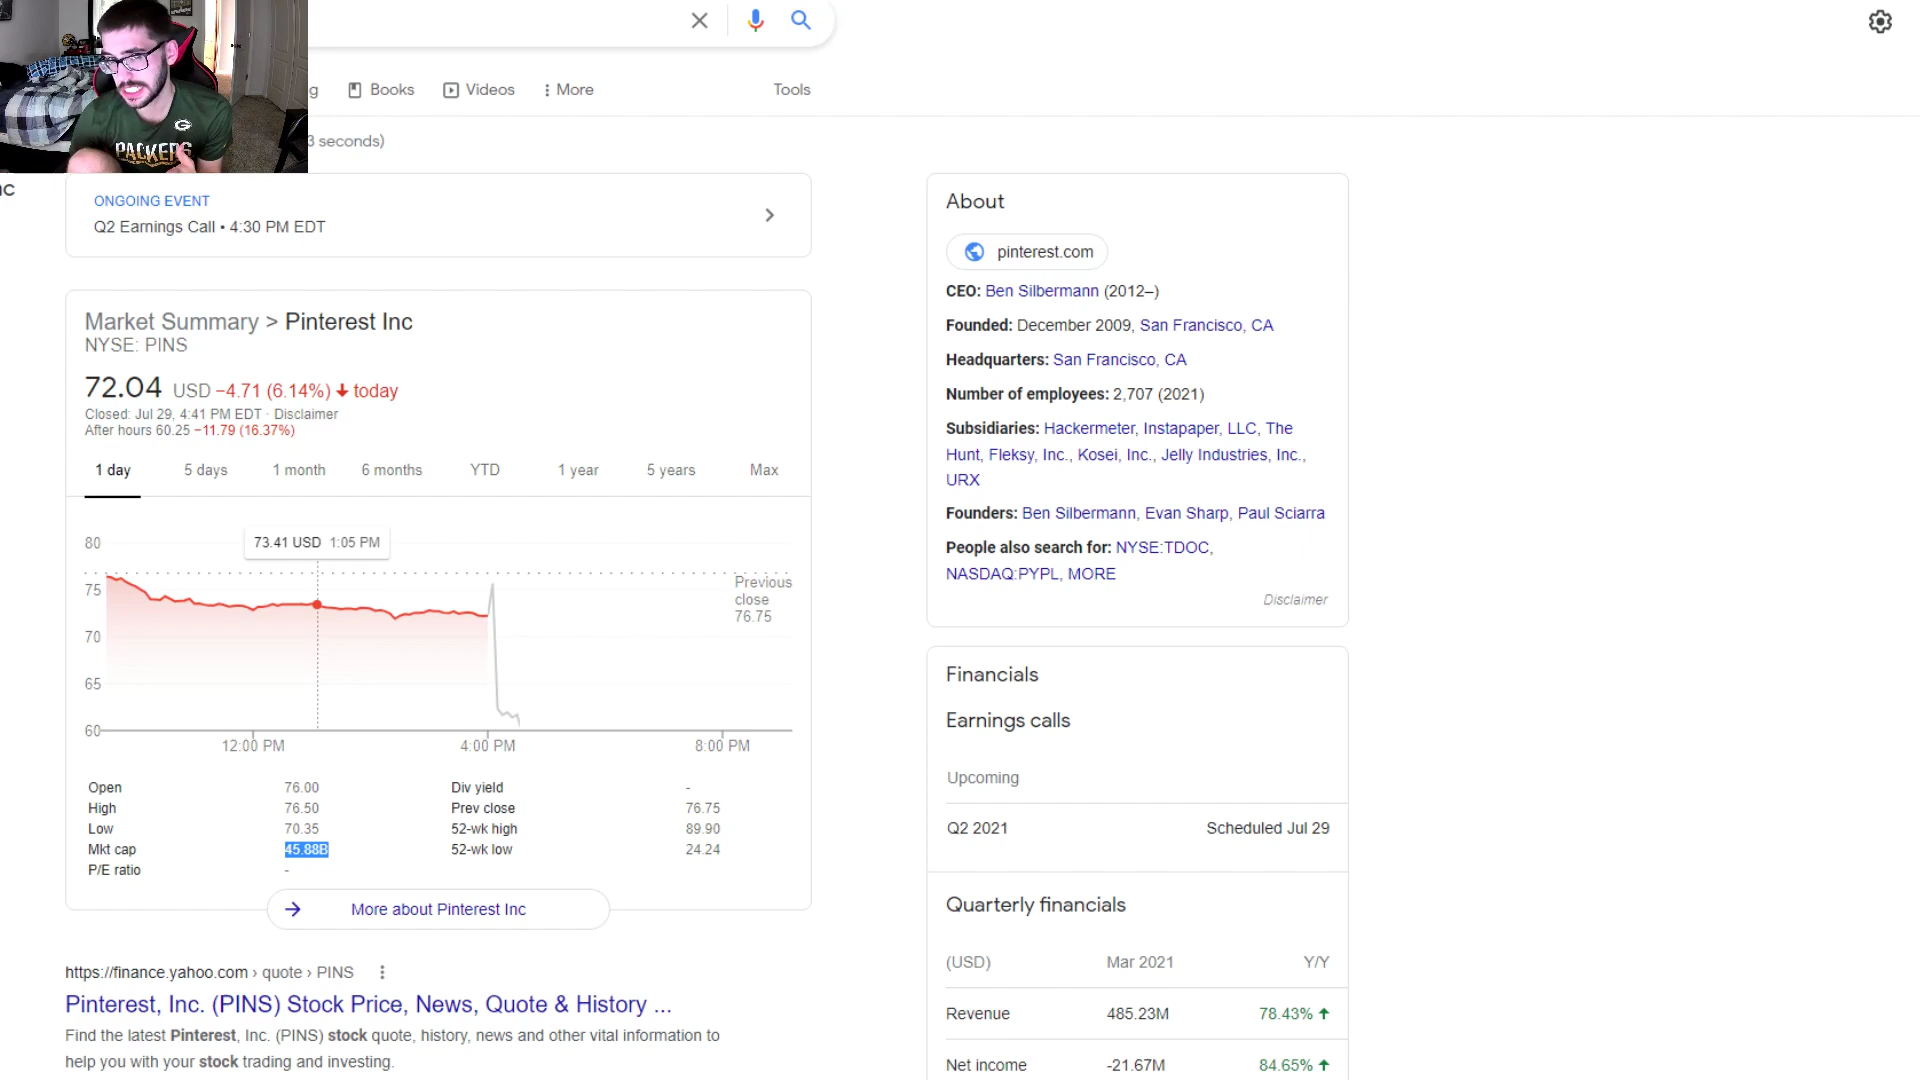 PACKERS
g
Books
Videos
More
Tools
3 seconds)
nc
ONGOING EVENT
Q2 Earnings Call • 4:30 PM EDT
Market Summary > Pinterest Inc
NYSE: PINS
72.04 USD −4.71 (6.14%) today
Closed: Jul 29, 4:41 PM EDT · Disclaimer
After hours 60.25 −11.79 (16.37%)
1 day
5 days
1 month
6 months
YTD
1 year
5 years
Max
80
73.41 USD 1:05 PM
75
70
65
60
Previous
close
76.75
12:00 PM
4:00 PM
8:00 PM
Open 76.00 Div yield -
High 76.50 Prev close 76.75
Low 70.35 52-wk high 89.90
Mkt cap 45.88B 52-wk low 24.24
P/E ratio -
More about Pinterest Inc
https://finance.yahoo.com › quote › PINS
Pinterest, Inc. (PINS) Stock Price, News, Quote & History ...
Find the latest Pinterest, Inc. (PINS) stock quote, history, news and other vital information to
help you with your stock trading and investing.
About
pinterest.com
CEO: Ben Silbermann (2012–)
Founded: December 2009, San Francisco, CA
Headquarters: San Francisco, CA
Number of employees: 2,707 (2021)
Subsidiaries: Hackermeter, Instapaper, LLC, The
Hunt, Fleksy, Inc., Kosei, Inc., Jelly Industries, Inc.,
URX
Founders: Ben Silbermann, Evan Sharp, Paul Sciarra
People also search for: NYSE:TDOC,
NASDAQ:PYPL, MORE
Disclaimer
Financials
Earnings calls
Upcoming
Q2 2021 Scheduled Jul 29
Quarterly financials
(USD) Mar 2021 Y/Y
Revenue 485.23M 78.43%
Net income -21.67M 84.65%